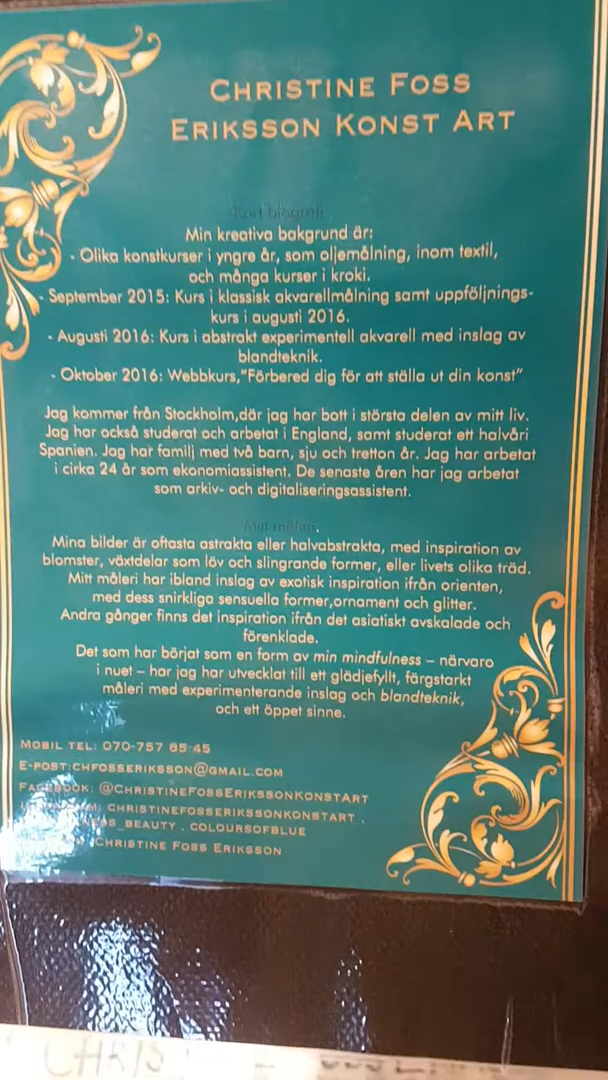 CHRISTINE FOSS
ERIKSSON KONST ART
Kort biografi
Min kreativa bakgrund är:
- Olika konstkurser i yngre år, som oljemålning, inom textil,
och många kurser i kroki.
- September 2015: Kurs i klassisk akvarellmålning samt uppföljnings-
kurs i augusti 2016.
- Augusti 2016: Kurs i abstrakt experimentell akvarell med inslag av
blandteknik.
- Oktober 2016: Webbkurs,"Förbered dig för att ställa ut din konst"
Jag kommer från Stockholm,där jag har bott i största delen av mitt liv.
Jag har också studerat och arbetat i England, samt studerat ett halvåri
Spanien. Jag har familj med två barn, sju och tretton år. Jag har arbetat
i cirka 24 år som ekonomiassistent. De senaste åren har jag arbetat
som arkiv- och digitaliseringsassistent.
Mitt måleri.
Mina bilder är oftasta astrakta eller halvabstrakta, med inspiration av
blomster, växtdelar som löv och slingrande former, eller livets olika träd.
Mitt måleri har ibland inslag av exotisk inspiration ifrån orienten,
med dess snirkliga sensuella former,ornament och glitter.
Andra gånger finns det inspiration ifrån det asiatiskt avskalade och
förenklade.
Det som har börjat som en form av min mindfulness – närvaro
i nuet – har jag har utvecklat till ett glädjefyllt, färgstarkt
måleri med experimenterande inslag och blandteknik,
och ett öppet sinne.
MOBIL TEL: 070-757 65 45
E-POST:CHFOSSERIKSSON@GMAIL.COM
FACEBOOK: @CHRISTINEFOSSERIKSSONKONSTART
CHRISTINEFOSSERIKSSONKONSTART ,
_BEAUTY , COLOURSOFBLUE
CHRISTINE FOSS ERIKSSON
CHRIS